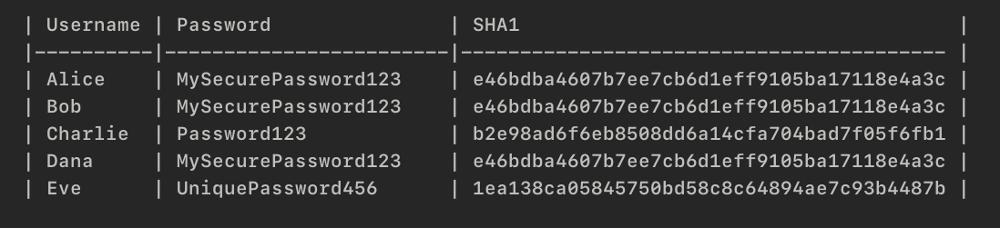 | Username | Password               | SHA1                                     |
|----------|------------------------|----------------------------------------- |
| Alice    | MySecurePassword123    | e46bdba4607b7ee7cb6d1eff9105ba17118e4a3c |
| Bob      | MySecurePassword123    | e46bdba4607b7ee7cb6d1eff9105ba17118e4a3c |
| Charlie  | Password123            | b2e98ad6f6eb8508dd6a14cfa704bad7f05f6fb1 |
| Dana     | MySecurePassword123    | e46bdba4607b7ee7cb6d1eff9105ba17118e4a3c |
| Eve      | UniquePassword456      | 1ea138ca05845750bd58c8c64894ae7c93b4487b |